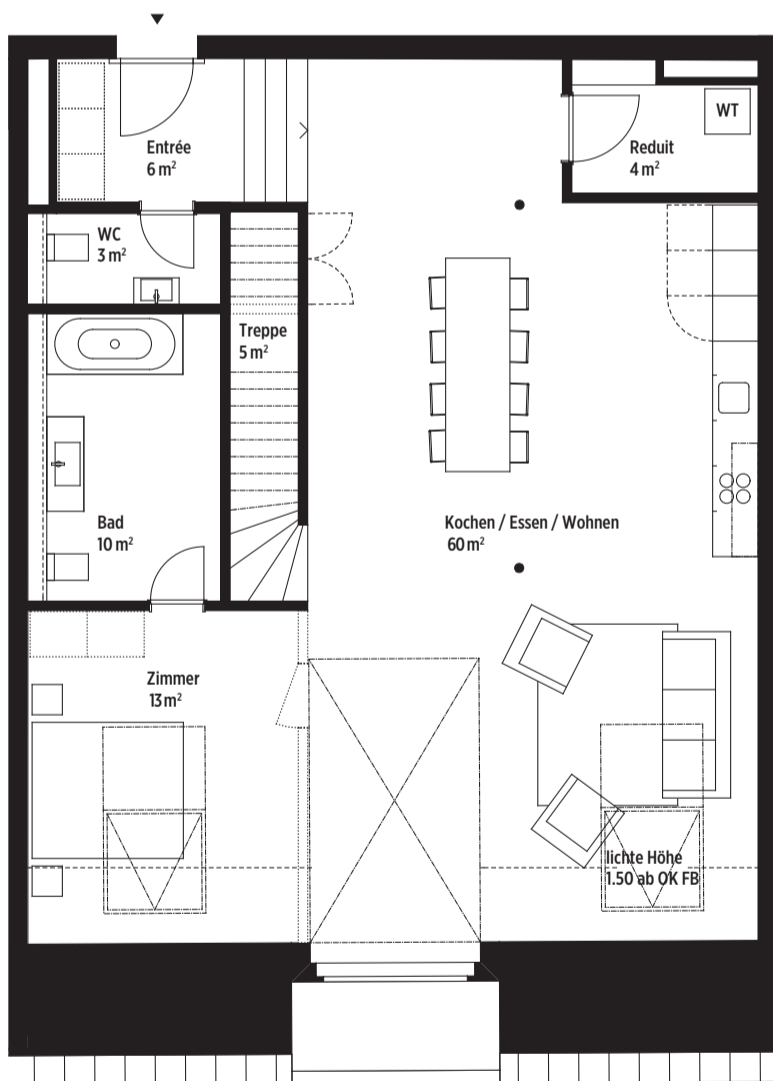 Entrée
6 m²
Reduit
4 m²
WT
WC
3 m²
Treppe
5 m²
Kochen / Essen / Wohnen
60 m²
Bad
10 m²
Zimmer
13 m²
lichte Höhe
1.50 ab OK FB